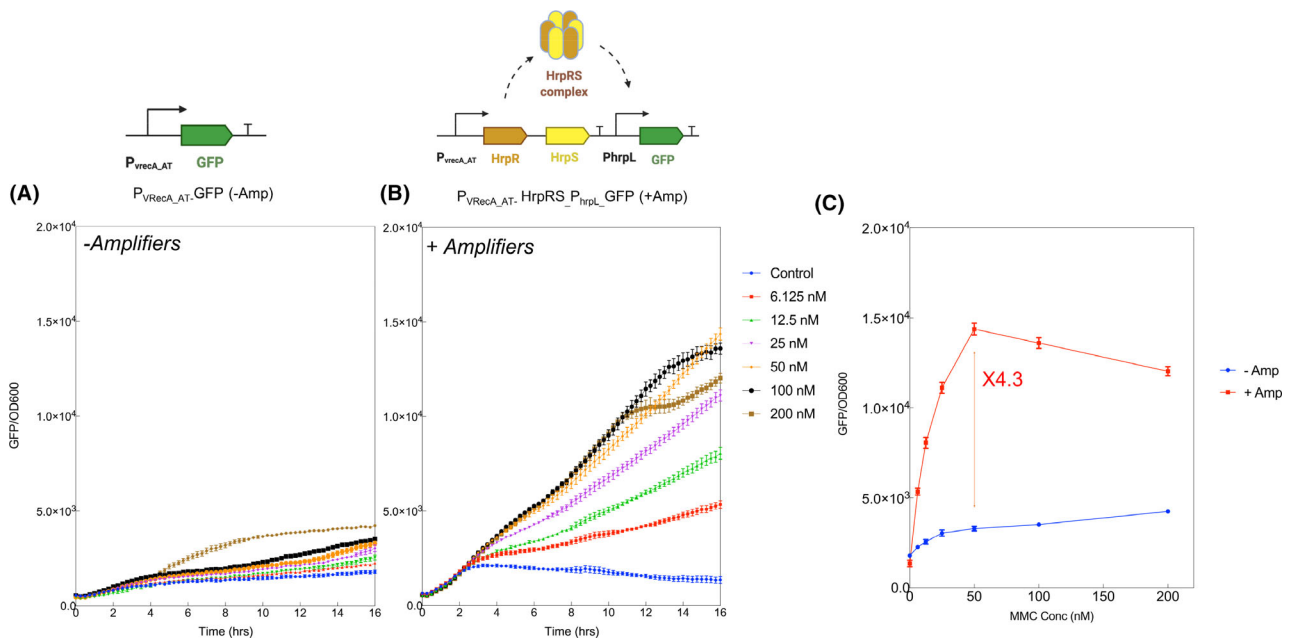 HrpRS
complex
P_vrecA_AT GFP
P_vrecA_AT HrpR HrpS PhrpL GFP
(A) P_VRecA_AT-GFP (-Amp)
(B) P_VRecA_AT- HrpRS_P_hrpL_GFP (+Amp)
(C)
-Amplifiers
2.0×10⁴
1.5×10⁴
1.0×10⁴
5.0×10³
0.0
GFP/OD600
0 2 4 6 8 10 12 14 16
Time (hrs)
+ Amplifiers
2.0×10⁴
1.5×10⁴
1.0×10⁴
5.0×10³
0.0
0 2 4 6 8 10 12 14 16
Time (hrs)
Control
6.125 nM
12.5 nM
25 nM
50 nM
100 nM
200 nM
2.0×10⁴
1.5×10⁴
1.0×10⁴
5.0×10³
0.0
GFP/OD600
X4.3
0 50 100 150 200
MMC Conc (nM)
- Amp
+ Amp